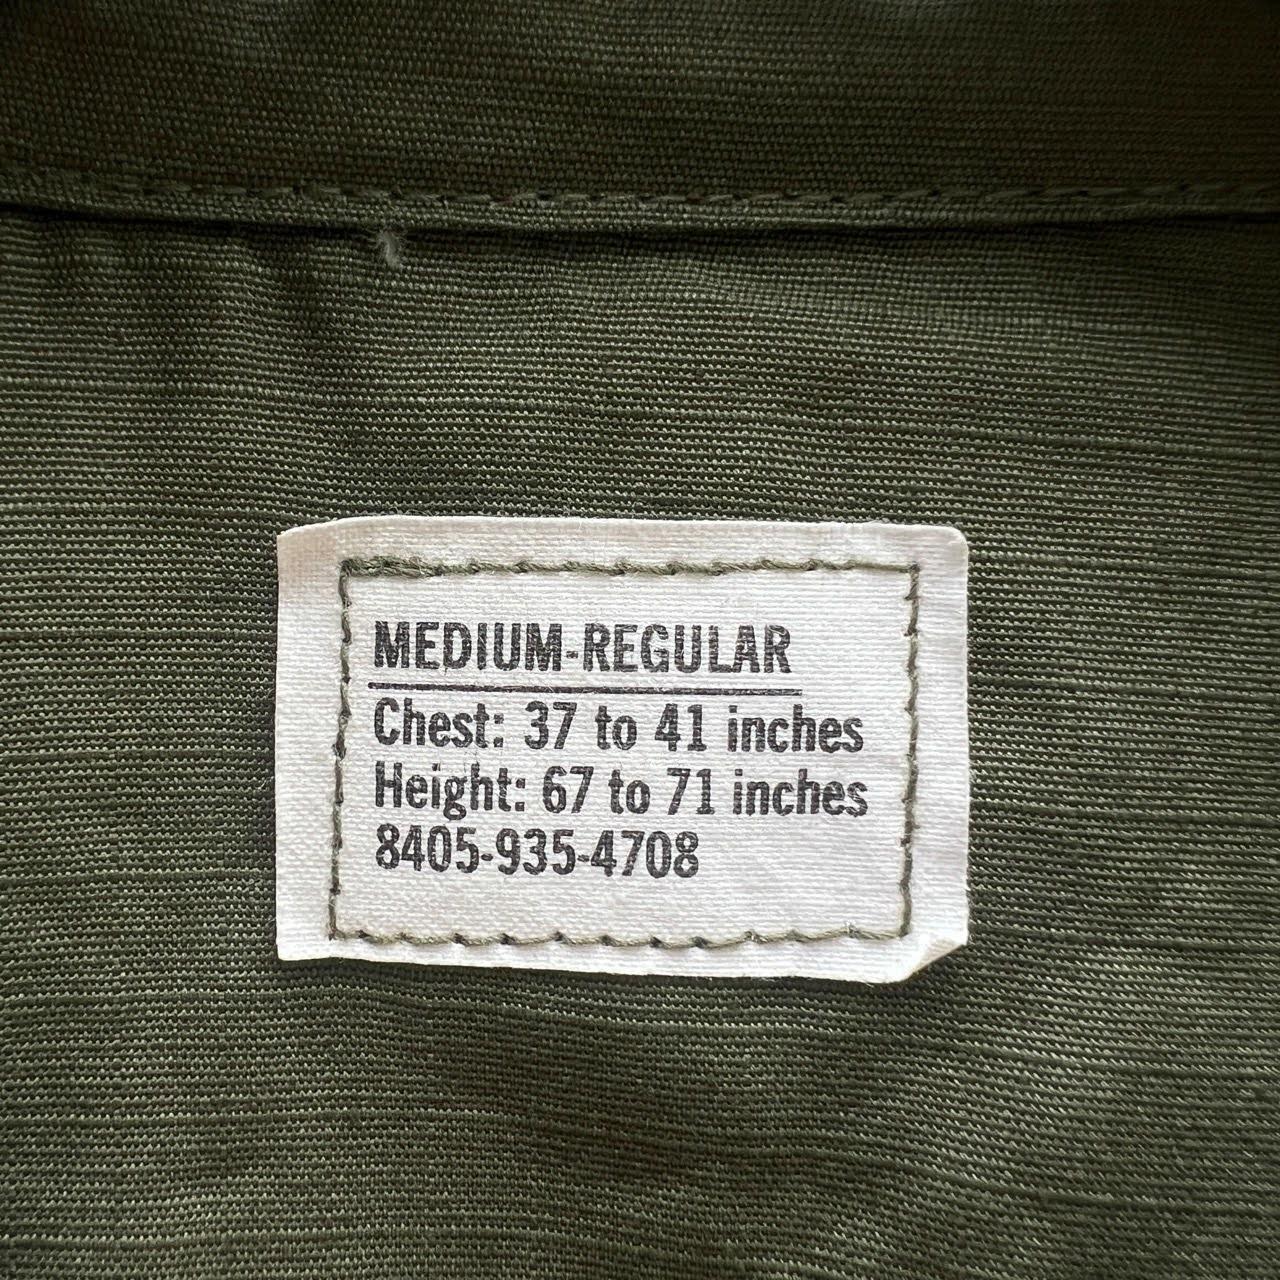 MEDIUM-REGULAR
Chest: 37 to 41 inches
Height: 67 to 71 inches
8405-935-4708